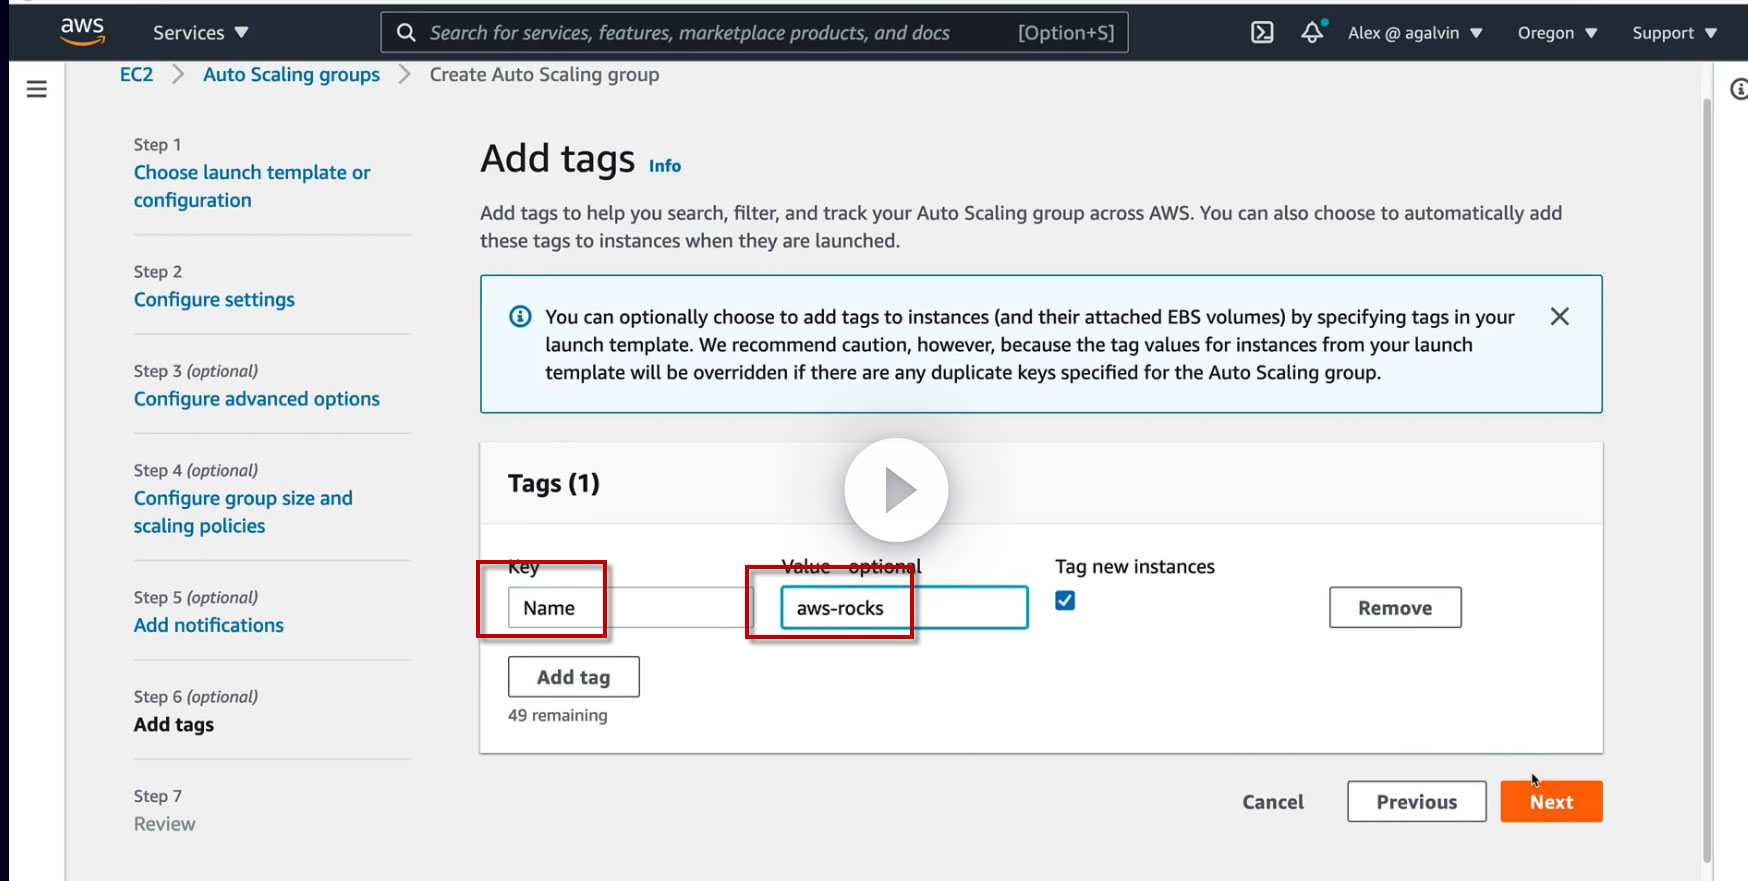 aws
Services
Search for services, features, marketplace products, and docs
[Option+S]
Alex @ agalvin
Oregon
Support
EC2
Auto Scaling groups
Create Auto Scaling group
Step 1
Choose launch template or
configuration
Step 2
Configure settings
Step 3 (optional)
Configure advanced options
Step 4 (optional)
Configure group size and
scaling policies
Step 5 (optional)
Add notifications
Step 6 (optional)
Add tags
Step 7
Review
Add tags Info
Add tags to help you search, filter, and track your Auto Scaling group across AWS. You can also choose to automatically add
these tags to instances when they are launched.
You can optionally choose to add tags to instances (and their attached EBS volumes) by specifying tags in your
launch template. We recommend caution, however, because the tag values for instances from your launch
template will be overridden if there are any duplicate keys specified for the Auto Scaling group.
Tags (1)
Key
Value - optional
Tag new instances
Name
aws-rocks
Remove
Add tag
49 remaining
Cancel
Previous
Next